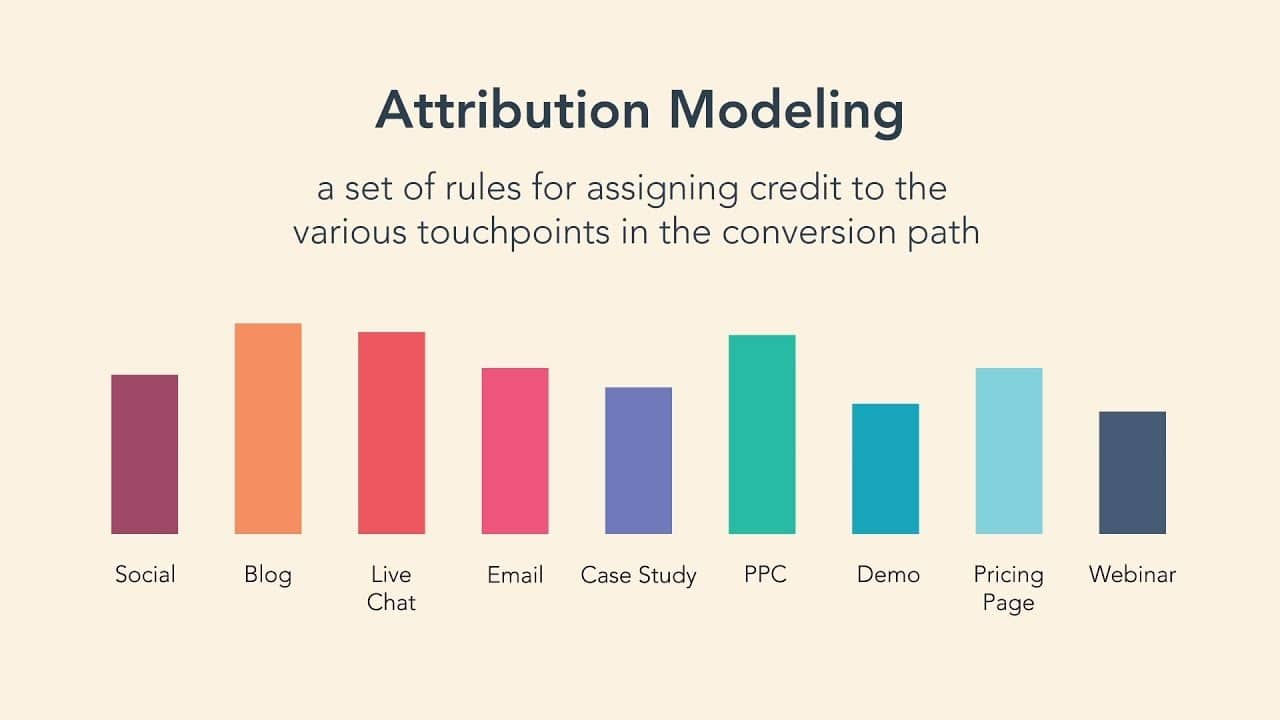 Attribution Modeling
a set of rules for assigning credit to the
various touchpoints in the conversion path
Social
Blog
Live
Chat
Email
Case Study
PPC
Demo
Pricing
Page
Webinar